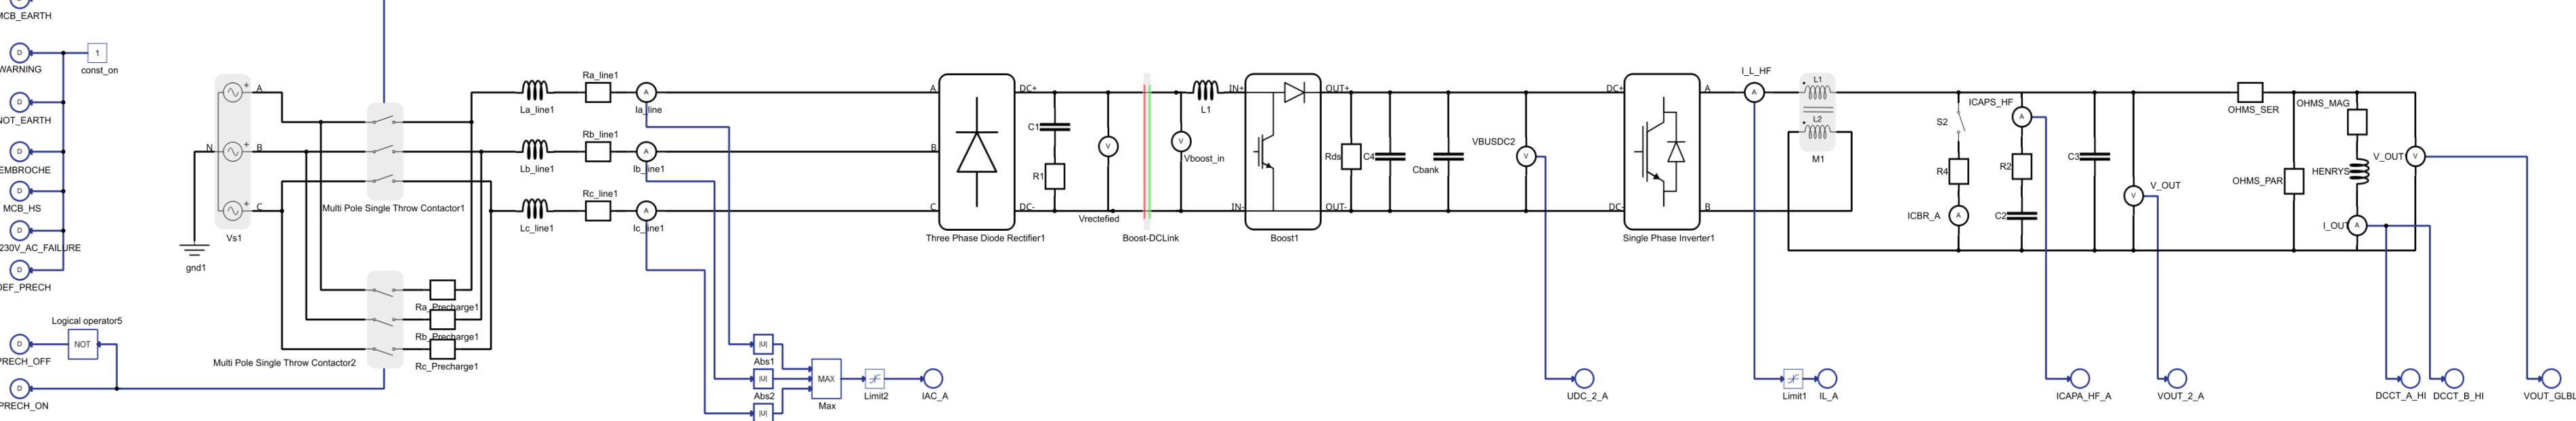 MCB_EARTH
WARNING
NOT_EARTH
EMBROCHE
MCB_HS
230V_AC_FAILURE
DEF_PRECH
PRECH_OFF
PRECH_ON
D
D
D
D
D
D
D
D
1
const_on
Logical operator5
NOT
N
A
B
C
Vs1
gnd1
Multi Pole Single Throw Contactor1
Multi Pole Single Throw Contactor2
Ra_Precharge1
Rb_Precharge1
Rc_Precharge1
La_line1
Lb_line1
Lc_line1
Ra_line1
Rb_line1
Rc_line1
A
Ia_line
A
Ib_line1
A
Ic_line1
|U|
Abs1
|U|
Abs2
|U|
MAX
Max
Limit2
IAC_A
A
B
C
DC+
DC-
Three Phase Diode Rectifier1
C1
R1
V
Vrectefied
Boost-DCLink
V
Vboost_in
L1
IN+
IN-
OUT+
OUT-
Boost1
Rds
C4
Cbank
VBUSDC2
V
UDC_2_A
DC+
DC-
A
B
Single Phase Inverter1
I_L_HF
A
Limit1
IL_A
L1
L2
M1
S2
R4
ICBR_A
A
ICAPS_HF
A
R2
C2
ICAPA_HF_A
C3
V
V_OUT
VOUT_2_A
OHMS_SER
OHMS_PAR
OHMS_MAG
HENRYS
I_OUT
A
V_OUT
V
DCCT_A_HI
DCCT_B_HI
VOUT_GLBL